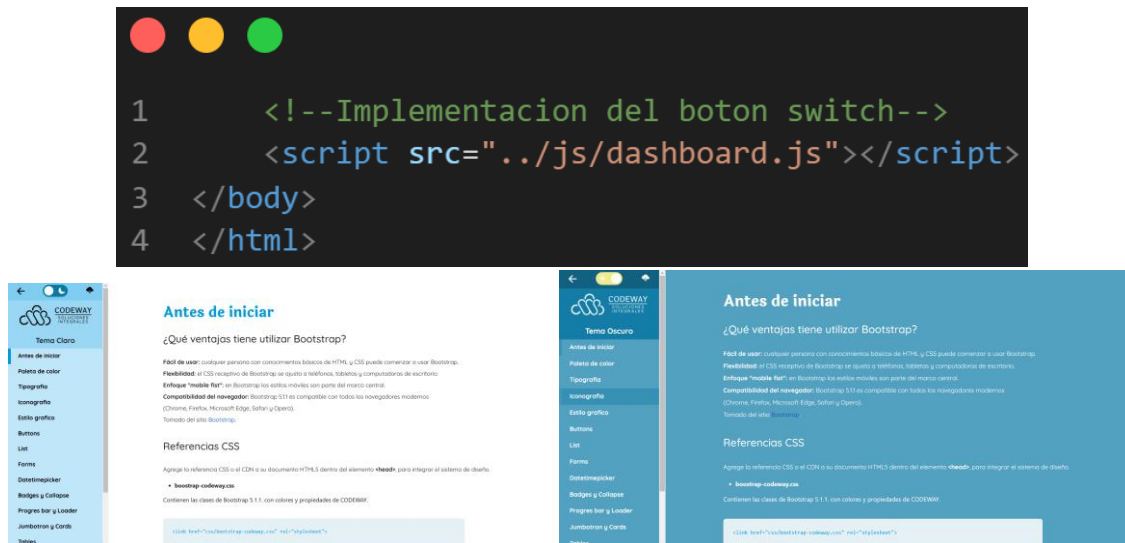 1 <!--Implementacion del boton switch-->
2 <script src="../js/dashboard.js"></script>
3 </body>
4 </html>
CODEWAY
SOLUCIONES
INTEGRALES
Tema Claro
Antes de iniciar
Paleta de color
Tipografia
Iconografia
Estilo grafico
Buttons
List
Forms
Datetimepicker
Badges y Collapse
Progres bar y Loader
Jumbotron y Cards
Tables
Antes de iniciar
¿Qué ventajas tiene utilizar Bootstrap?
Fácil de usar: cualquier persona con conocimientos básicos de HTML y CSS puede comenzar a usar Bootstrap.
Flexibilidad: el CSS receptivo de Bootstrap se ajusta a teléfonos, tabletas y computadoras de escritorio.
Enfoque "mobile fist": en Bootstrap los estilos móviles son parte del marco central.
Compatibilidad del navegador: Bootstrap 5.1.1 es compatible con todos los navegadores modernos
(Chrome, Firefox, Microsoft Edge, Safari y Opera).
Tomado del sitio Bootstrap.
Referencias CSS
Agrege la referencia CSS o el CDN a su documento HTML5 dentro del elemento <head>, para integrar el sistema de diseño.
• boostrap-codeway.css
Contienen las clases de Bootstrap 5.1.1. con colores y propiedades de CODEWAY.
<link href="css/bootstrap-codeway.css" rel="stylesheet">
CODEWAY
SOLUCIONES
INTEGRALES
Tema Oscuro
Antes de iniciar
Paleta de color
Tipografia
Iconografia
Estilo grafico
Buttons
List
Forms
Datetimepicker
Badges y Collapse
Progres bar y Loader
Jumbotron y Cards
Antes de iniciar
¿Qué ventajas tiene utilizar Bootstrap?
Fácil de usar: cualquier persona con conocimientos básicos de HTML y CSS puede comenzar a usar Bootstrap.
Flexibilidad: el CSS receptivo de Bootstrap se ajusta a teléfonos, tabletas y computadoras de escritorio.
Enfoque "mobile fist": en Bootstrap los estilos móviles son parte del marco central.
Compatibilidad del navegador: Bootstrap 5.1.1 es compatible con todos los navegadores modernos
(Chrome, Firefox, Microsoft Edge, Safari y Opera).
Tomado del sitio Bootstrap
Referencias CSS
Agrege la referencia CSS o el CDN a su documento HTML5 dentro del elemento <head>, para integrar el sistema de diseño.
• boostrap-codeway.css
Contienen las clases de Bootstrap 5.1.1. con colores y propiedades de CODEWAY.
<link href="css/bootstrap-codeway.css" rel="stylesheet">